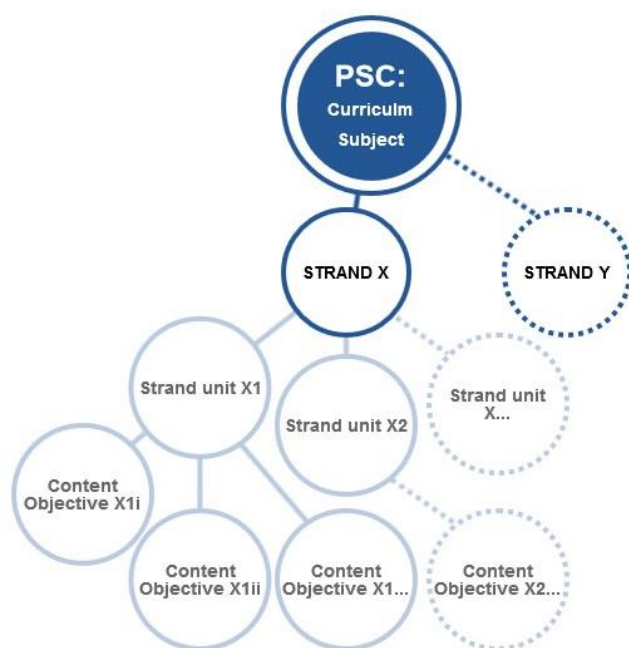 PSC:
Curriculm
Subject
STRAND X
STRAND Y
Strand unit X1
Strand unit X2
Strand unit
X...
Content
Objective X1i
Content
Objective X1ii
Content
Objective X1...
Content
Objective X2...